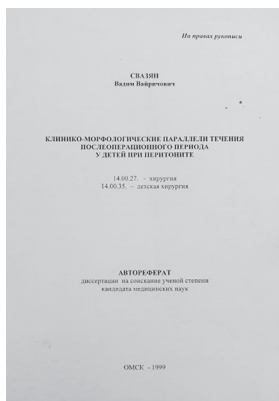 На правах рукописи
СВАЗЯН
Вадим Вайричович
КЛИНИКО-МОРФОЛОГИЧЕСКИЕ ПАРАЛЛЕЛИ ТЕЧЕНИЯ
ПОСЛЕОПЕРАЦИОННОГО ПЕРИОДА
У ДЕТЕЙ ПРИ ПЕРИТОНИТЕ
14.00.27. - хирургия
14.00.35. - детская хирургия
АВТОРЕФЕРАТ
диссертации на соискание ученой степени
кандидата медицинских наук
ОМСК - 1999